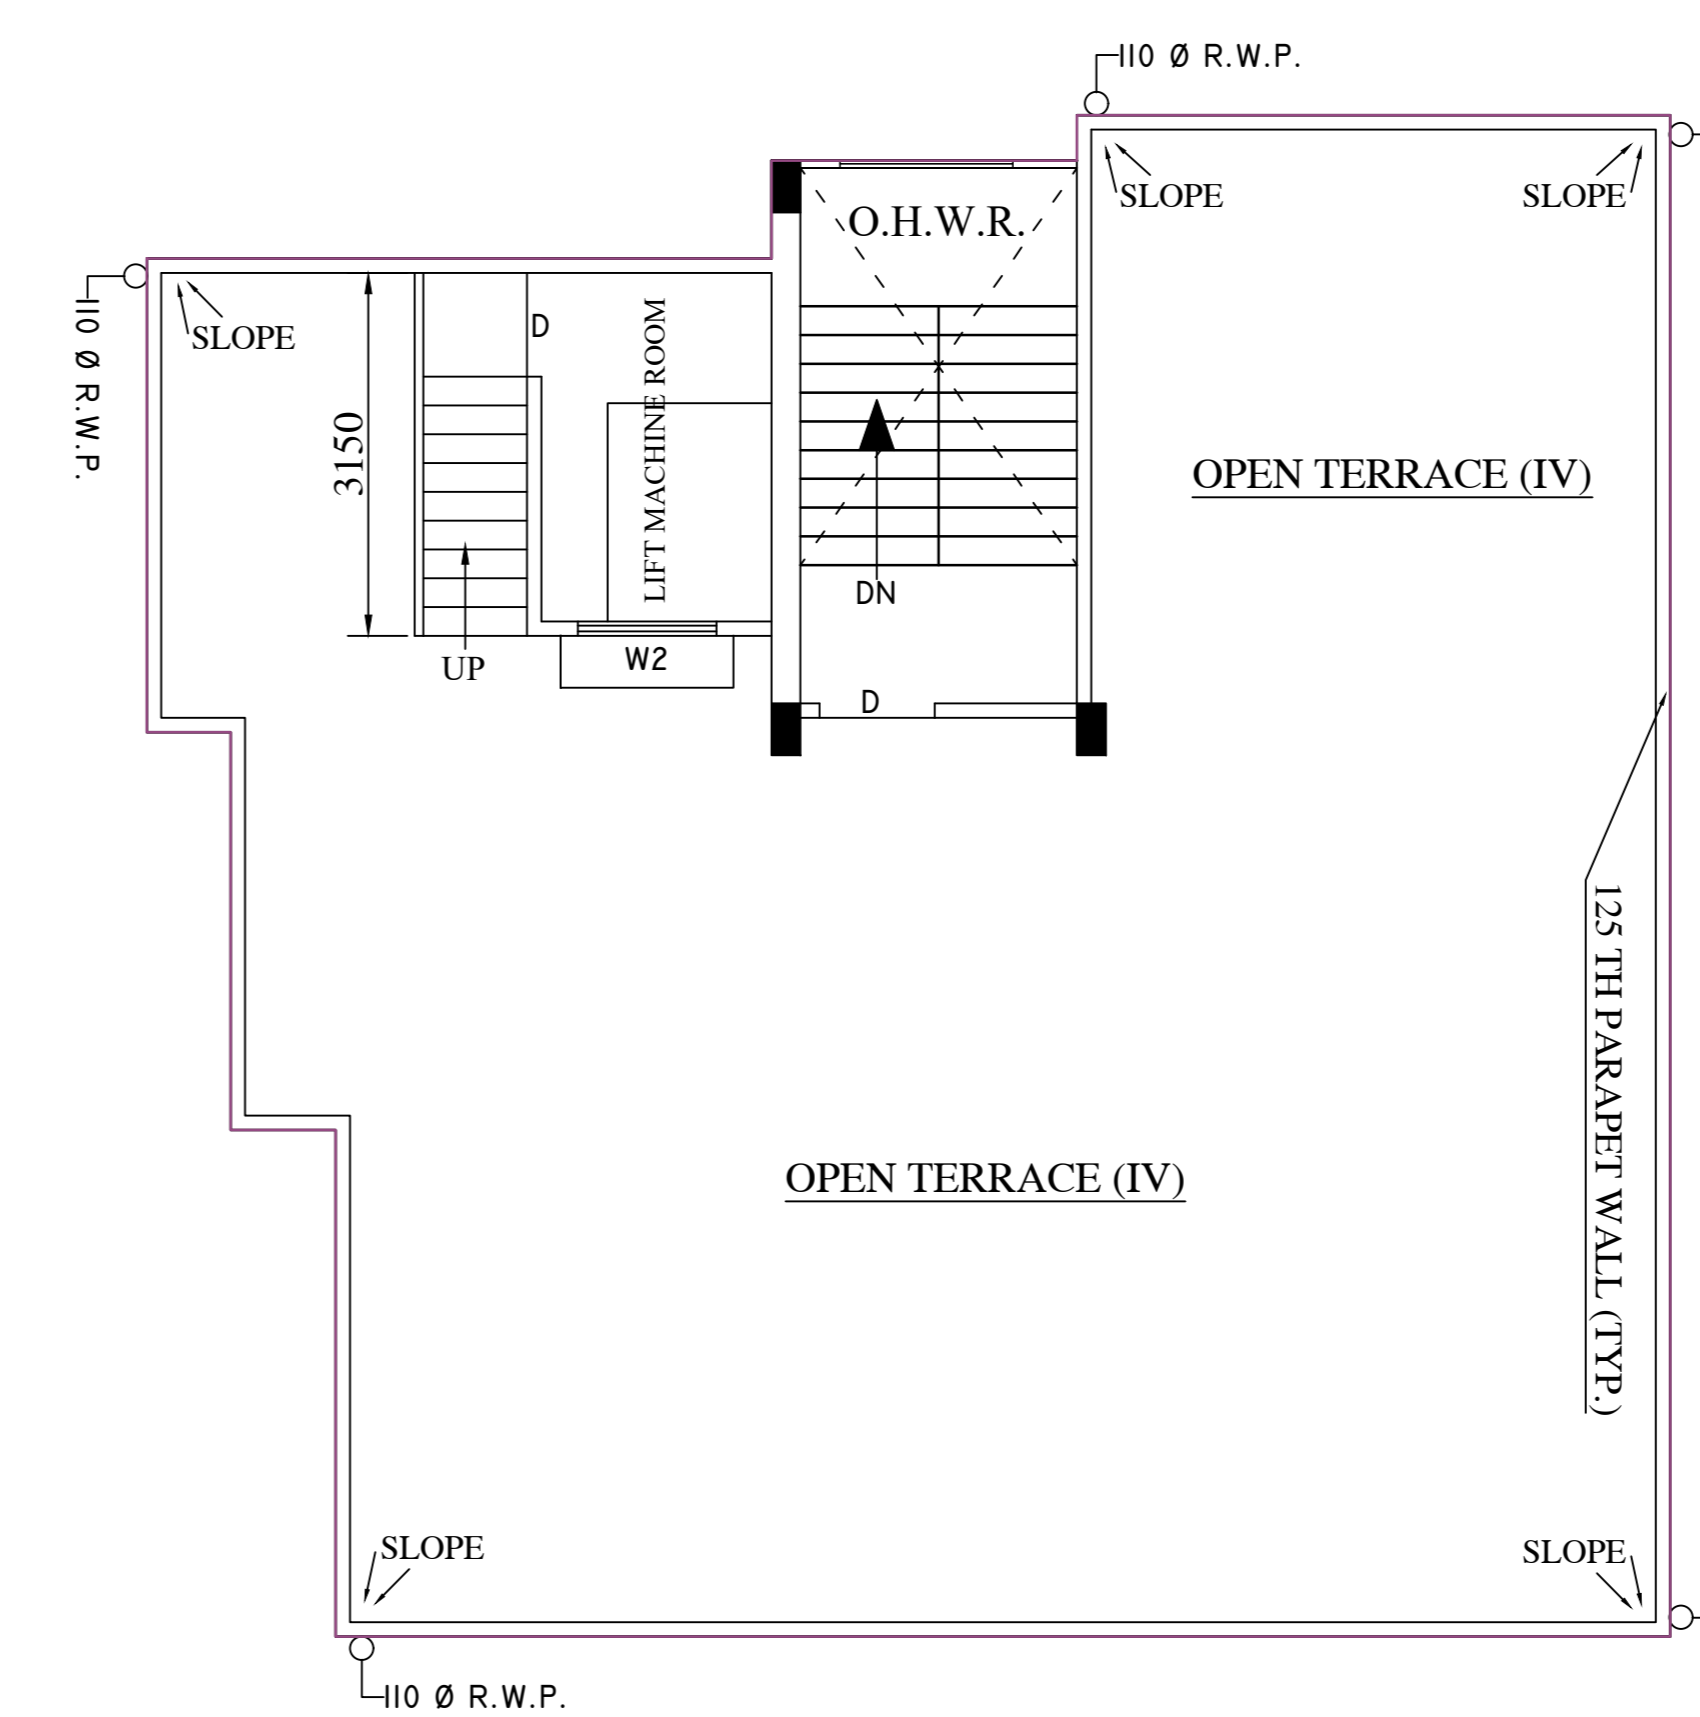 110 Ø R.W.P.
SLOPE
SLOPE
O.H.W.R.
110 Ø R.W.P.
SLOPE
D
LIFT MACHINE ROOM
3150
OPEN TERRACE (IV)
DN
UP
W2
D
125 TH PARAPET WALL (TYP.)
OPEN TERRACE (IV)
SLOPE
SLOPE
110 Ø R.W.P.